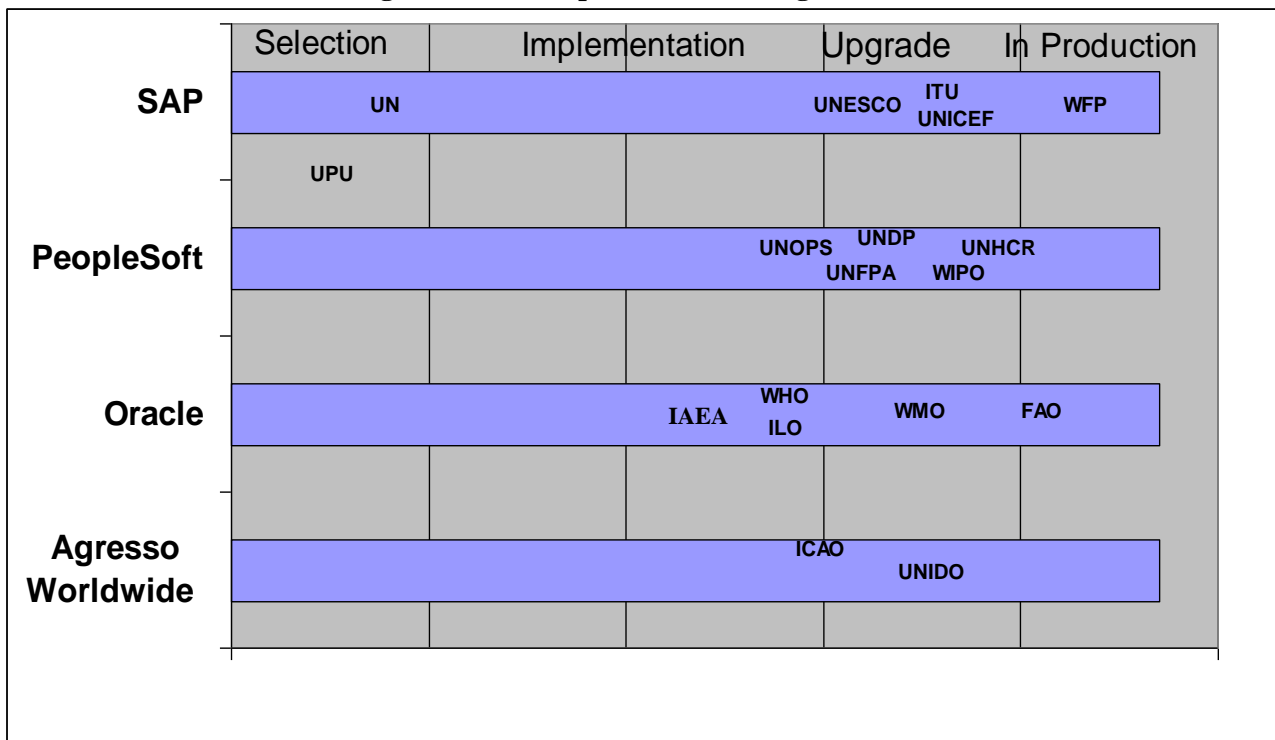 Selection Implementation Upgrade In Production
SAP
UN UNESCO ITU WFP
UNICEF
UPU
PeopleSoft
UNOPS UNDP UNHCR
UNFPA WIPO
Oracle
IAEA WHO WMO FAO
ILO
Agresso
Worldwide
ICAO
UNIDO